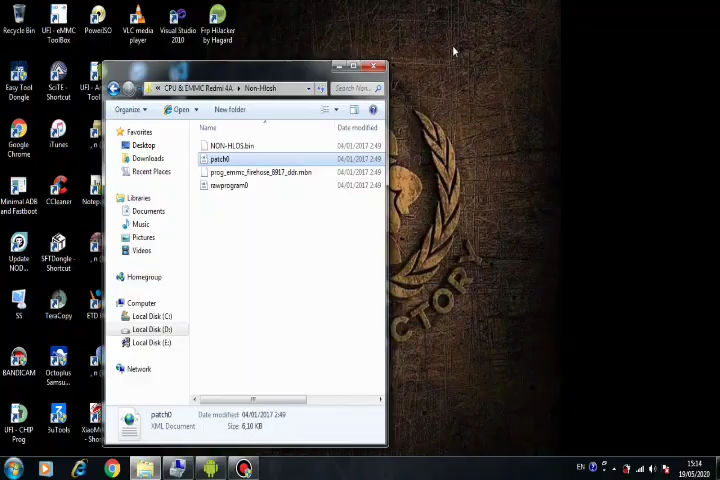 CPU & EMMC Redmi 4A
Non-Hlosh
Search Non...
Organize
Open
New folder
Name
Date modified
Favorites
Desktop
Downloads
Recent Places
Libraries
Documents
Music
Pictures
Videos
Homegroup
Computer
Local Disk (C:)
Local Disk (D:)
Local Disk (E:)
Network
NON-HLOS.bin
04/01/2017 2:49
patch0
04/01/2017 2:49
prog_emmc_firehose_8917_ddr.mbn
04/01/2017 2:49
rawprogram0
04/01/2017 2:49
patch0
Date modified: 04/01/2017 2:49
XML Document
Size: 6,10 KB
Recycle Bin
UFI - eMMC ToolBox
PowerISO
VLC media player
Visual Studio 2010
Frp HiJacker by Hagard
Easy Tool Dongle
SciTE - Shortcut
UFI - An
Tool
Google Chrome
iTunes
Minimal ADB and Fastboot
CCleaner
Notep
Update NOD...
SFTDongle - Shortcut
SS
TeraCopy
ETD
BANDICAM
Octoplus Samsu...
UFI - CHIP Prog
3uTools
XiaoMi
- Shor
CTORY
EN
15:14
19/05/2020